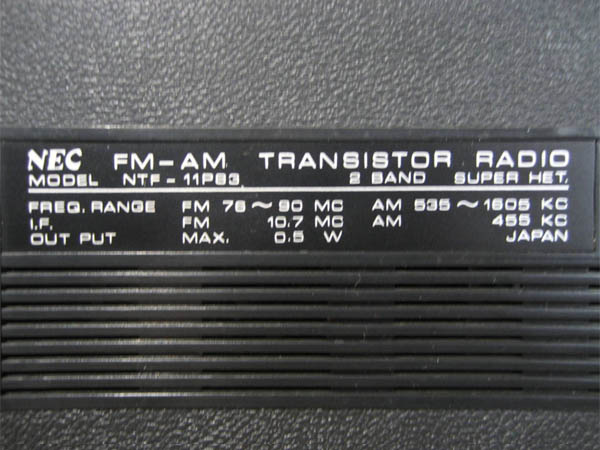 NEC FM-AM TRANSISTOR RADIO
MODEL NTF-11P83 2 BAND SUPER HET.
FREQ. RANGE FM 76~90 MC AM 535~1605 KC
I.F. FM 10.7 MC AM 455 KC
OUT PUT MAX. 0.5 W JAPAN